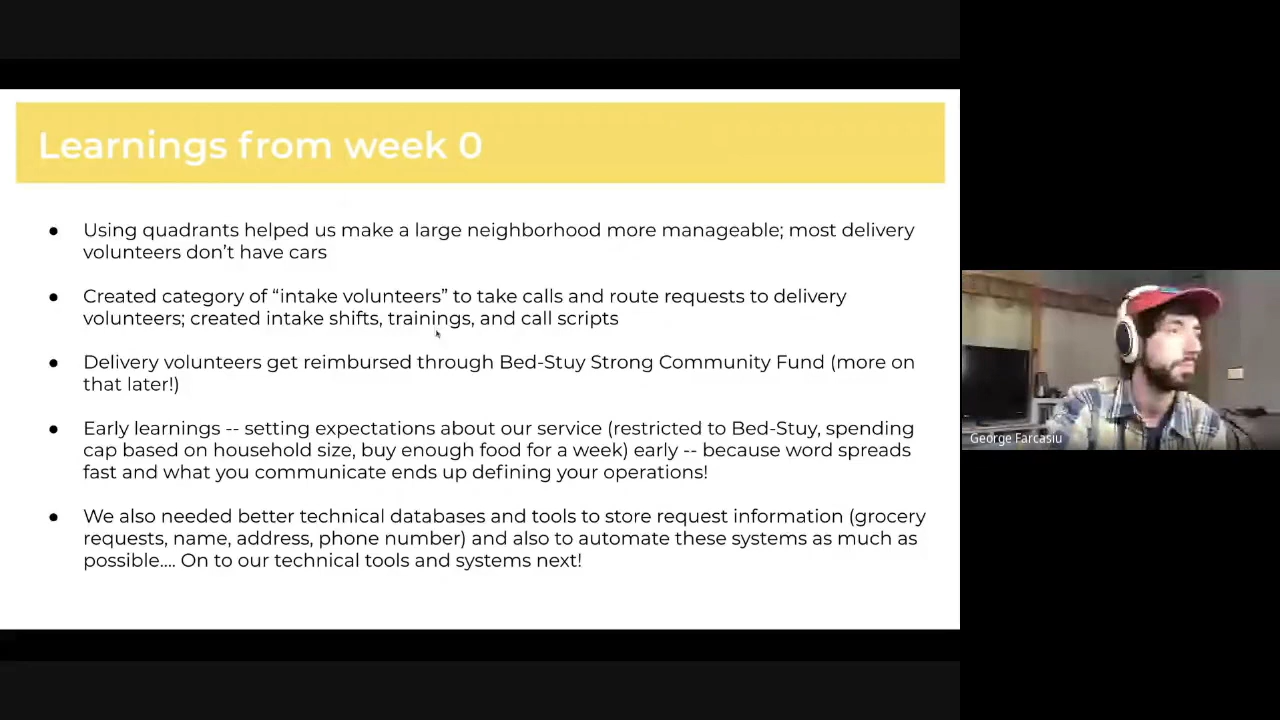 Learnings from week 0
● Using quadrants helped us make a large neighborhood more manageable; most delivery
volunteers don’t have cars
● Created category of “intake volunteers” to take calls and route requests to delivery
volunteers; created intake shifts, trainings, and call scripts
● Delivery volunteers get reimbursed through Bed-Stuy Strong Community Fund (more on
that later!)
● Early learnings -- setting expectations about our service (restricted to Bed-Stuy, spending
cap based on household size, buy enough food for a week) early -- because word spreads
fast and what you communicate ends up defining your operations!
● We also needed better technical databases and tools to store request information (grocery
requests, name, address, phone number) and also to automate these systems as much as
possible.... On to our technical tools and systems next!
George Farcasiu